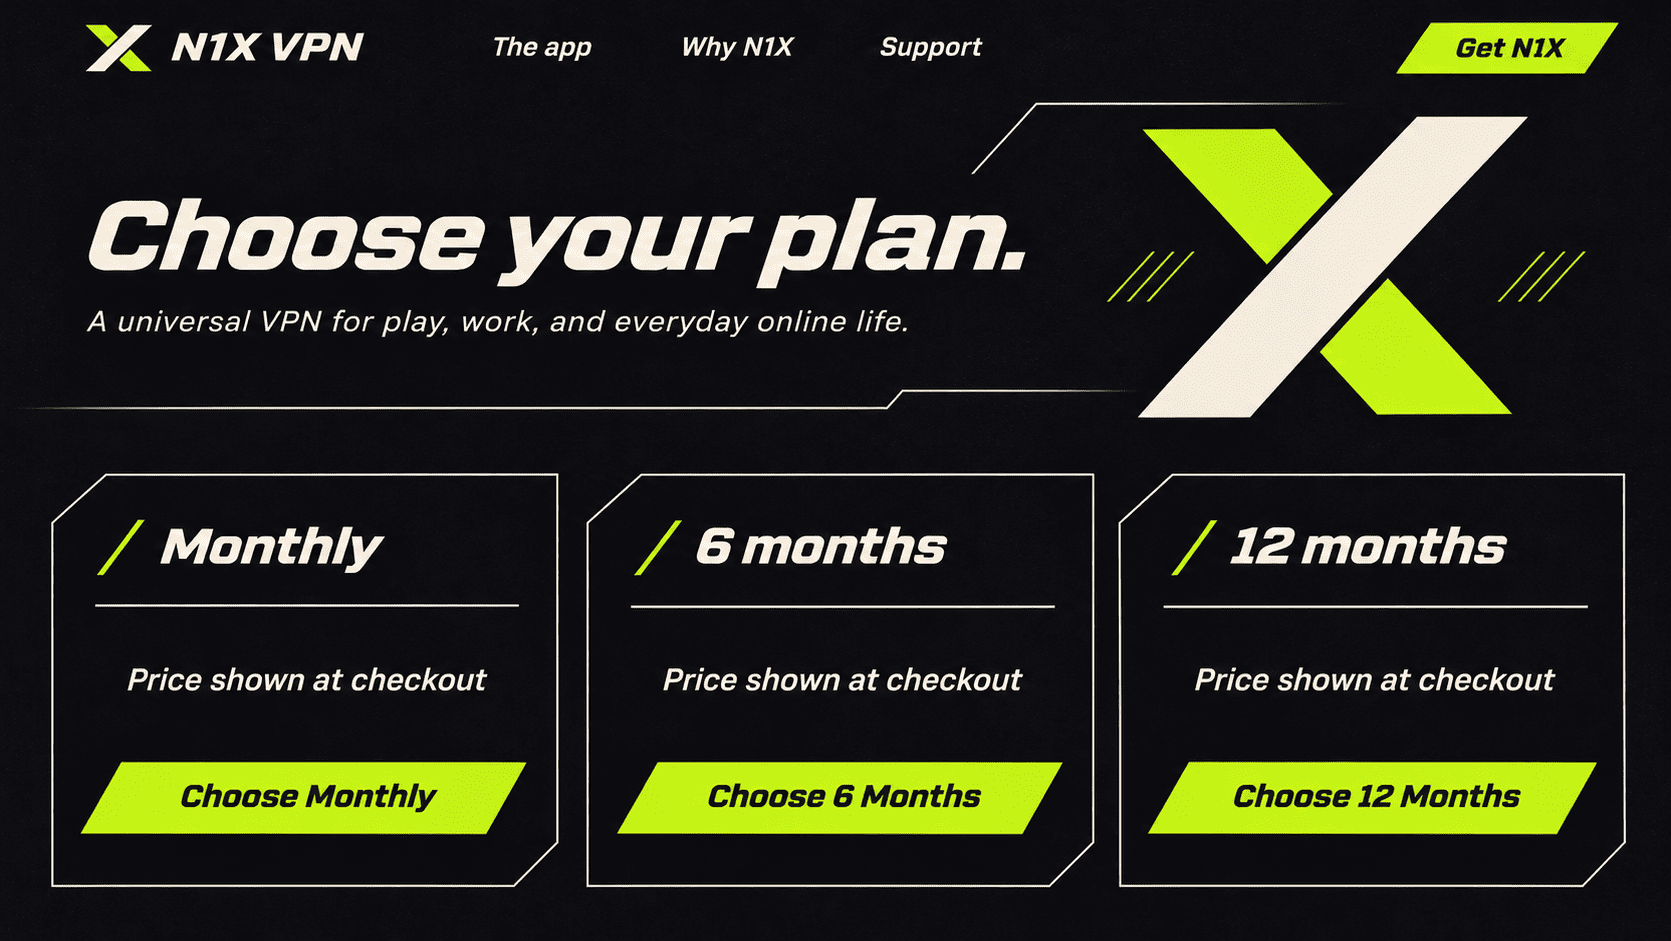 N1X VPN
The app
Why N1X
Support
Get N1X
Choose your plan.
A universal VPN for play, work, and everyday online life.
Monthly
Price shown at checkout
Choose Monthly
6 months
Price shown at checkout
Choose 6 Months
12 months
Price shown at checkout
Choose 12 Months